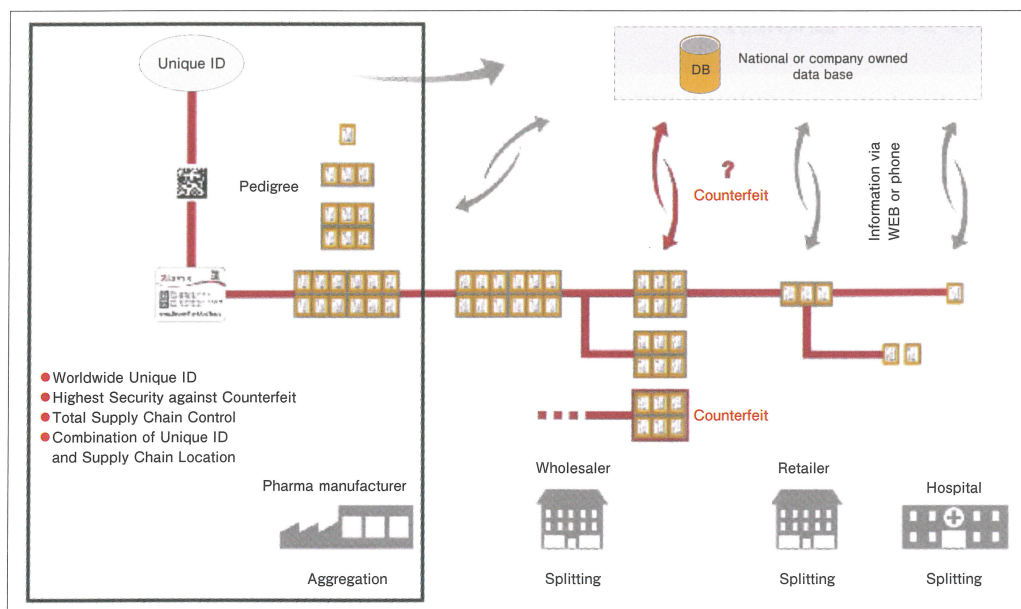 Unique ID
DB
National or company owned
data base
Pedigree
?
Counterfeit
Information via
WEB or phone
Worldwide Unique ID
Highest Security against Counterfeit
Total Supply Chain Control
Combination of Unique ID
and Supply Chain Location
Counterfeit
Pharma manufacturer
Aggregation
Wholesaler
Splitting
Retailer
Splitting
Hospital
Splitting